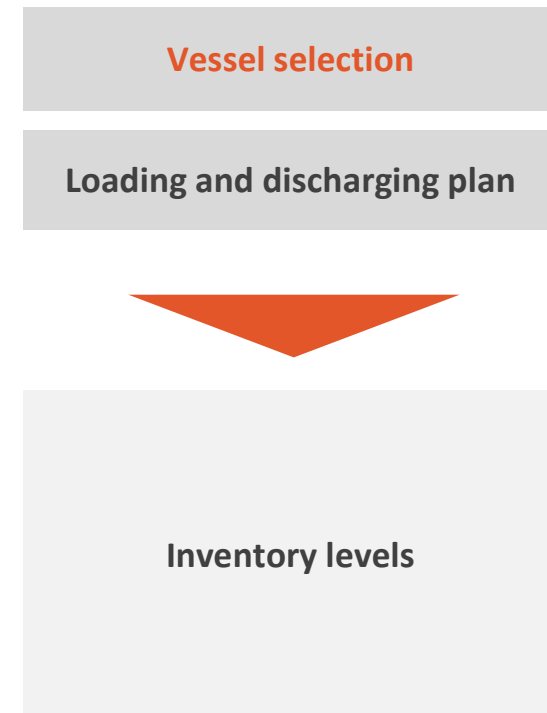 Vessel selection
Loading and discharging plan
Inventory levels